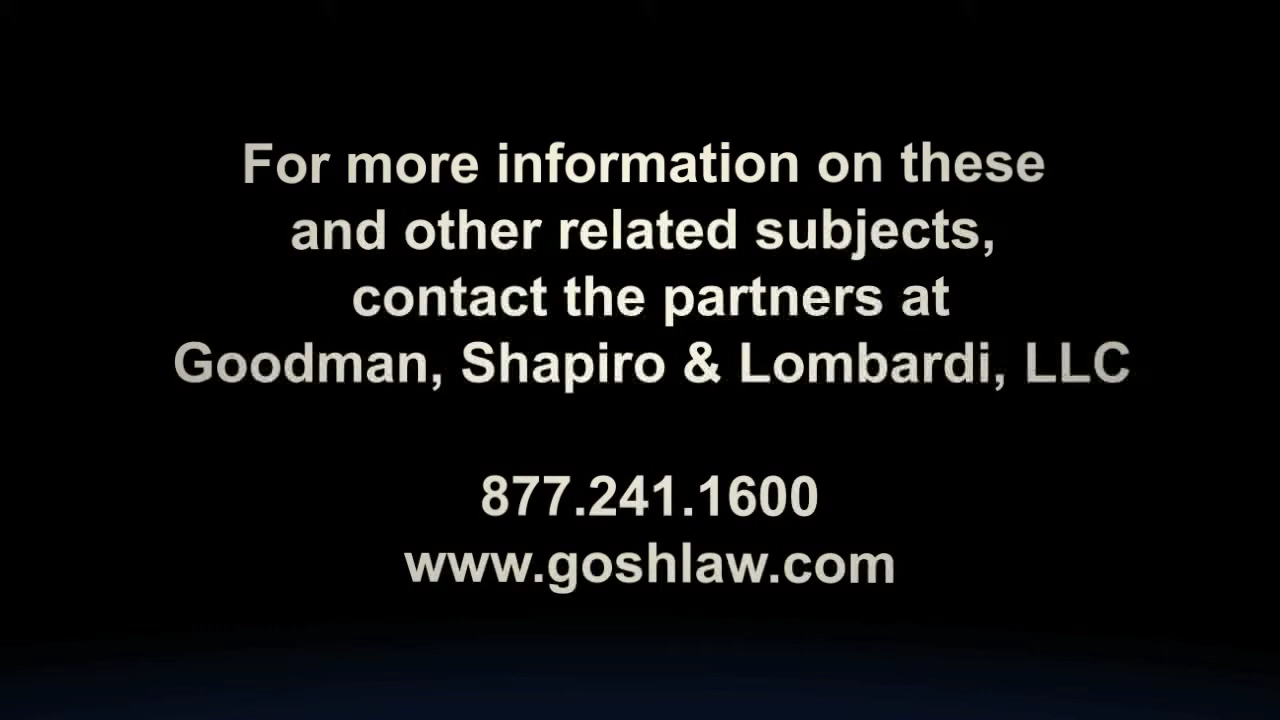 For more information on these
and other related subjects,
contact the partners at
Goodman, Shapiro & Lombardi, LLC
877.241.1600
www.goshlaw.com